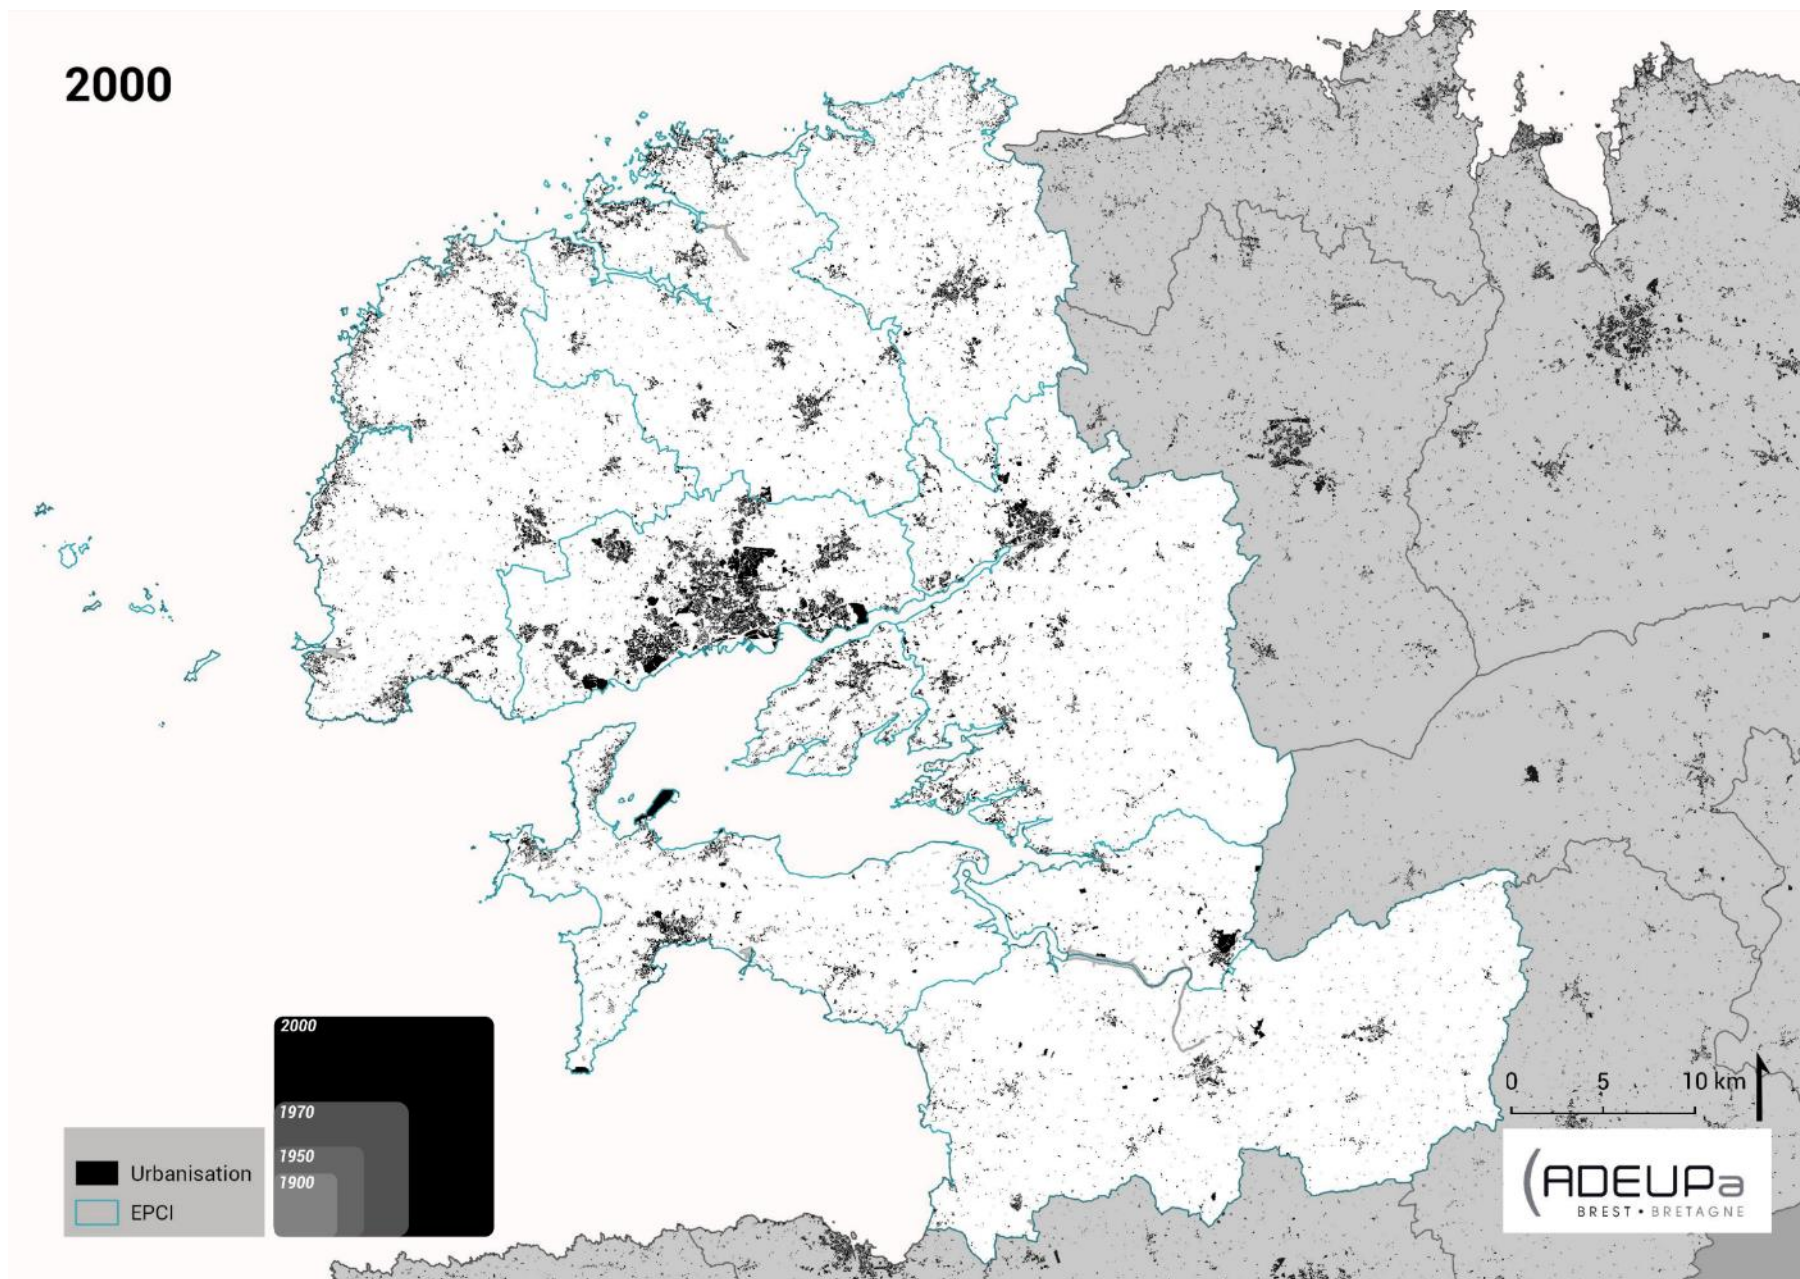 2000
2000
1970
1950
1900
Urbanisation
EPCI
0 5 10 km
(ADEUPa
BREST • BRETAGNE